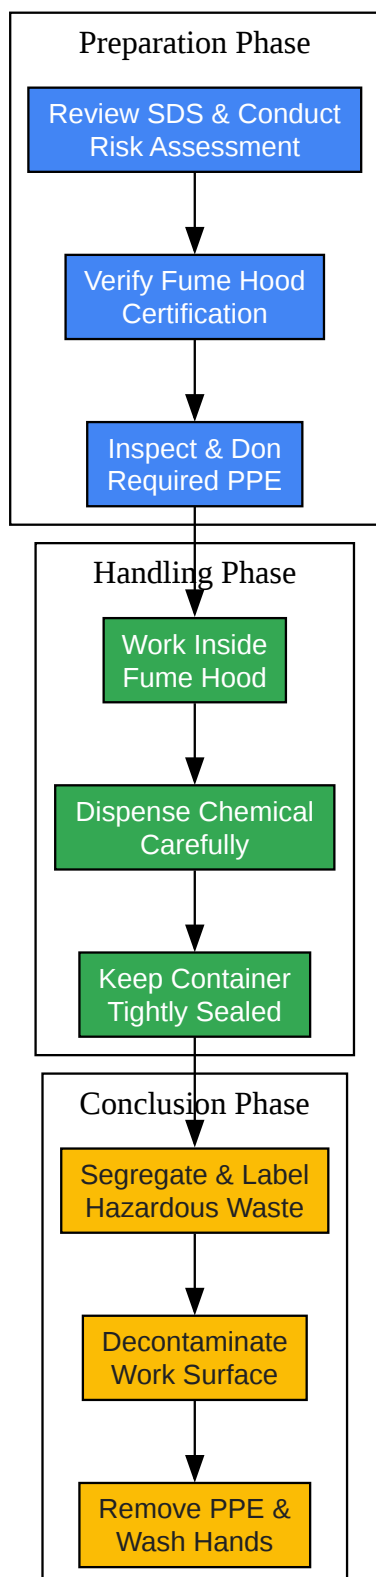 Preparation Phase
Review SDS & Conduct
Risk Assessment
Verify Fume Hood
Certification
Inspect & Don
Required PPE
Handling Phase
Work Inside
Fume Hood
Dispense Chemical
Carefully
Keep Container
Tightly Sealed
Conclusion Phase
Segregate & Label
Hazardous Waste
Decontaminate
Work Surface
Remove PPE &
Wash Hands